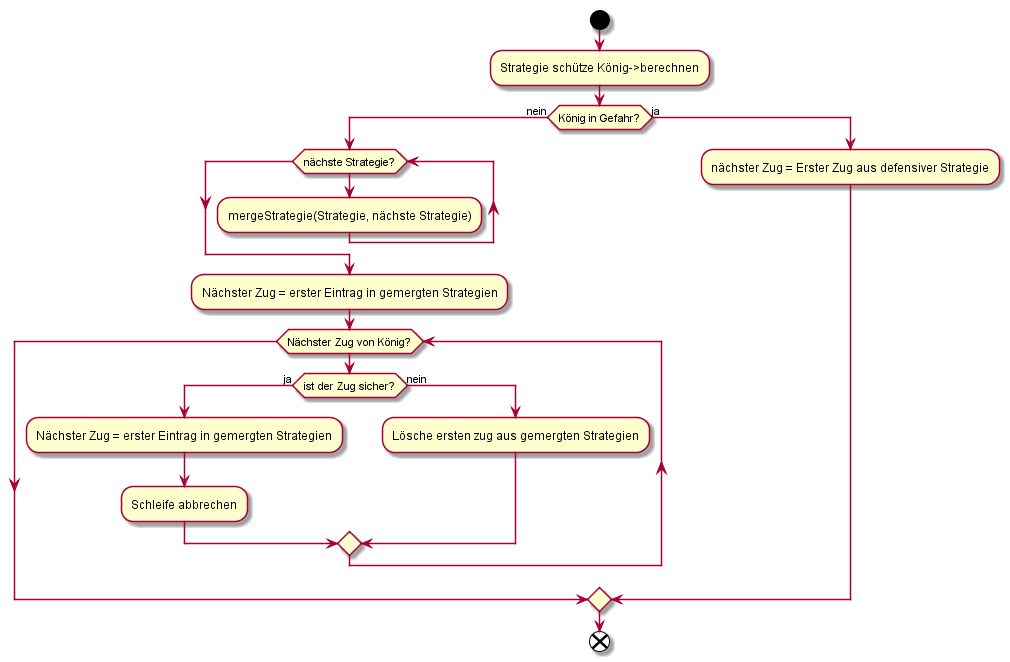 Strategie schütze König->berechnen
nein
König in Gefahr?
ja
nächste Strategie?
nächster Zug = Erster Zug aus defensiver Strategie
mergeStrategie(Strategie, nächste Strategie)
Nächster Zug = erster Eintrag in gemergten Strategien
Nächster Zug von König?
ja
ist der Zug sicher?
nein
Nächster Zug = erster Eintrag in gemergten Strategien
Lösche ersten zug aus gemergten Strategien
Schleife abbrechen